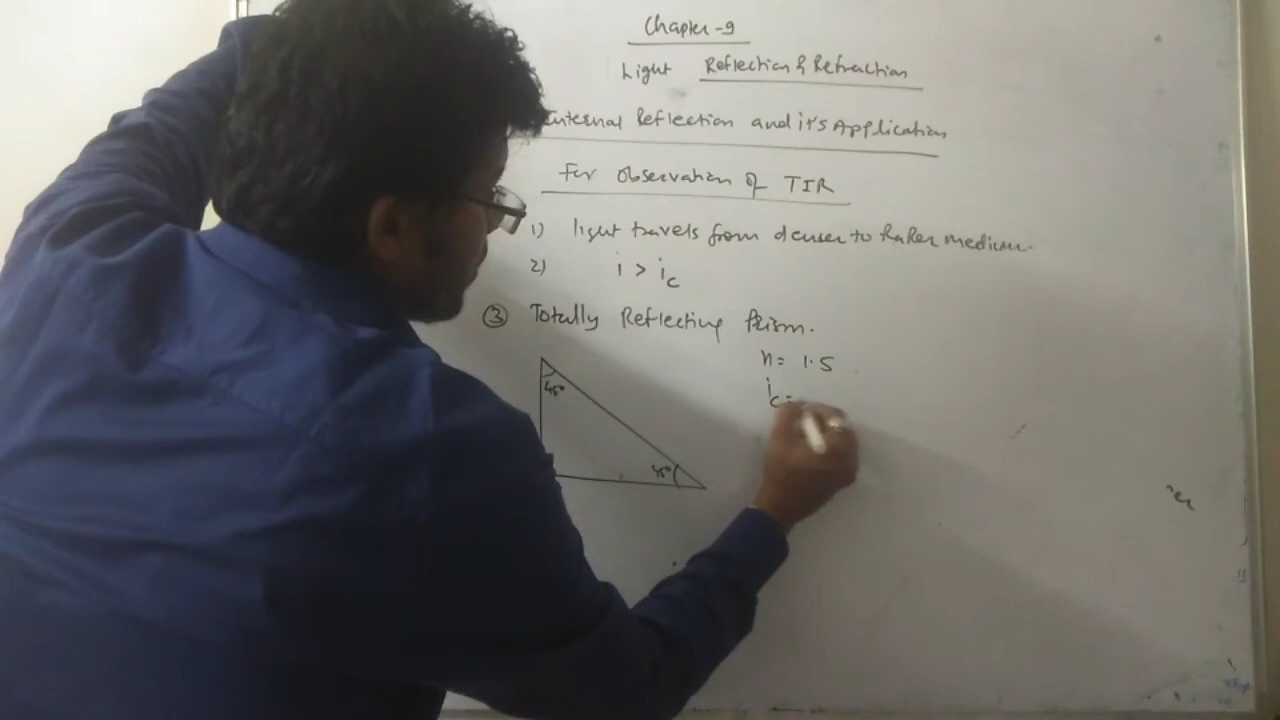 Chapter -9
Light Reflection & Refraction
Internal Reflection and it's Application
For Observation of TIR
1) light travels from denser to RaRer medium.
2) i > ic
③ Totally Reflecting Prism.
n = 1.5
ic =
45°
45°